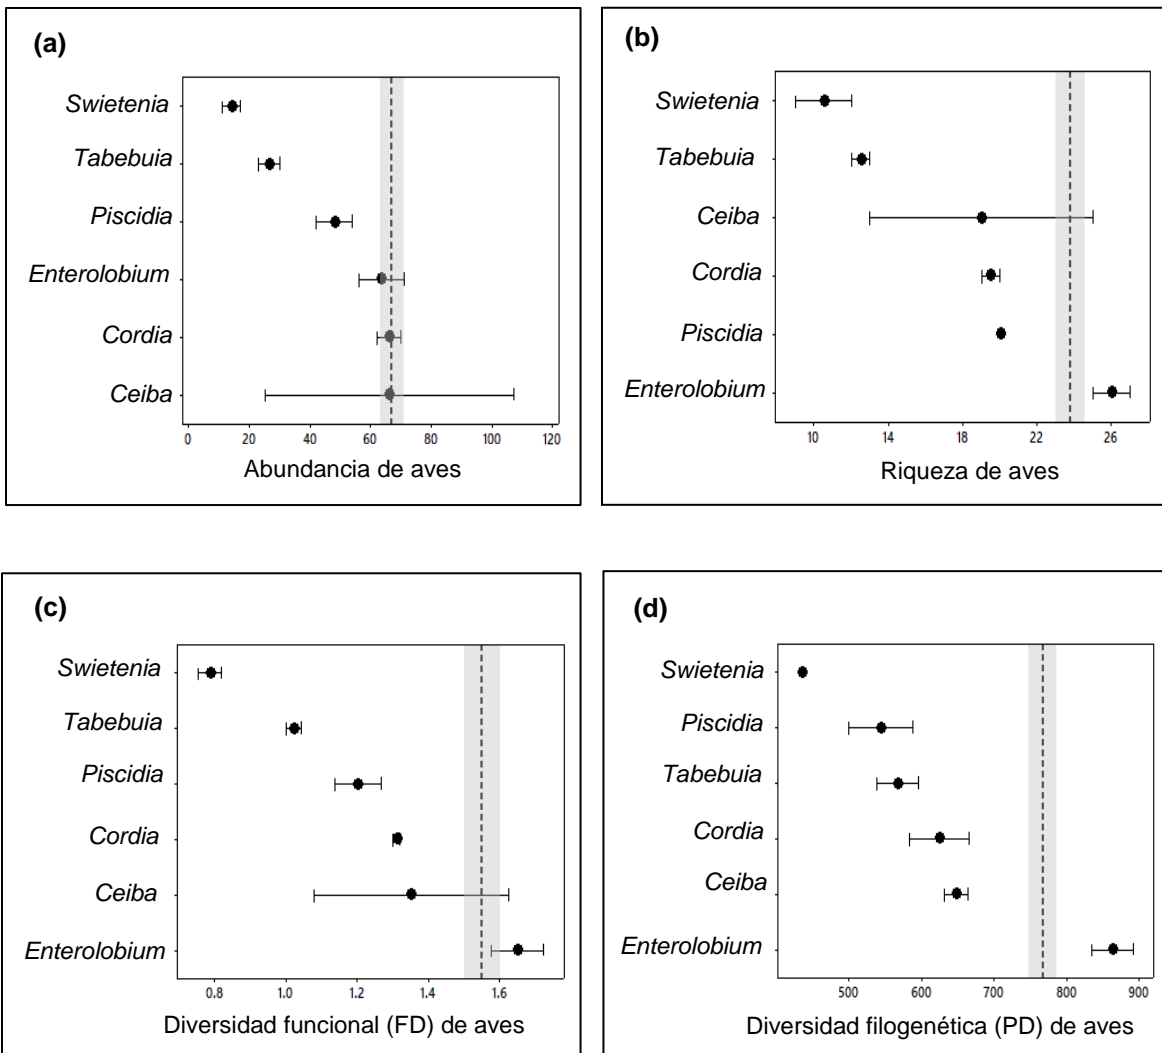 (a)
Swietenia
Tabebuia
Piscidia
Enterolobium
Cordia
Ceiba
0 20 40 60 80 100 120
Abundancia de aves
(b)
Swietenia
Tabebuia
Ceiba
Cordia
Piscidia
Enterolobium
10 14 18 22 26
Riqueza de aves
(c)
Swietenia
Tabebuia
Piscidia
Cordia
Ceiba
Enterolobium
0.8 1.0 1.2 1.4 1.6
Diversidad funcional (FD) de aves
(d)
Swietenia
Piscidia
Tabebuia
Cordia
Ceiba
Enterolobium
500 600 700 800 900
Diversidad filogenética (PD) de aves